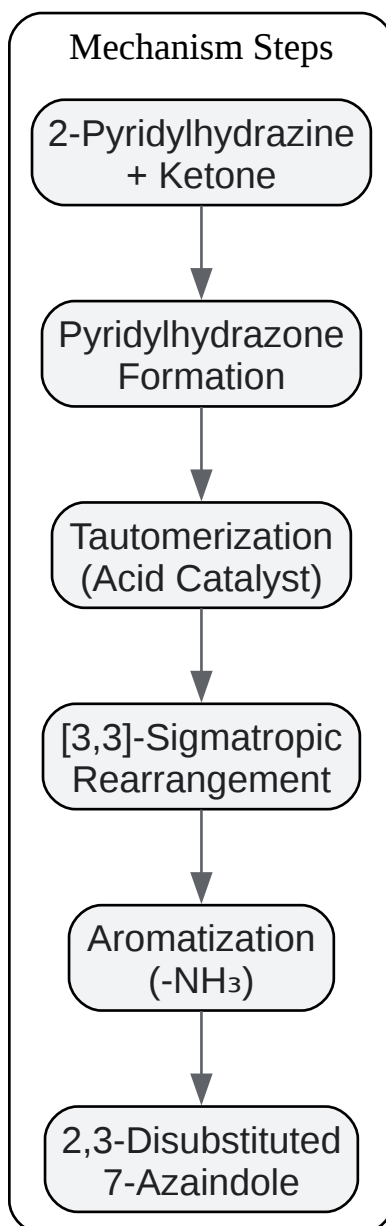 Mechanism Steps
2-Pyridylhydrazine
+ Ketone
Pyridylhydrazone
Formation
Tautomerization
(Acid Catalyst)
[3,3]-Sigmatropic
Rearrangement
Aromatization
(-NH₃)
2,3-Disubstituted
7-Azaindole